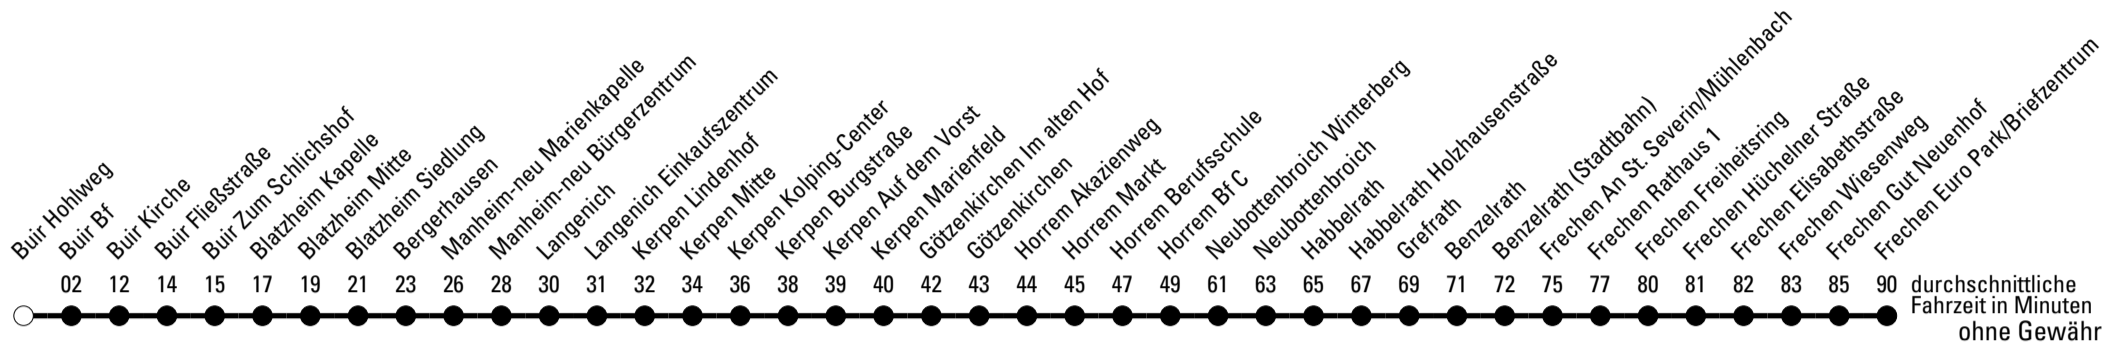 Buir Hohlweg
Buir Bf
Buir Kirche
Buir Fließstraße
Buir Zum Schlichshof
Blatzheim Kapelle
Blatzheim Mitte
Blatzheim Siedlung
Bergerhausen
Manheim-neu Marienkapelle
Manheim-neu Bürgerzentrum
Langenich
Langenich Einkaufszentrum
Kerpen Lindenhof
Kerpen Mitte
Kerpen Kolping-Center
Kerpen Burgstraße
Kerpen Auf dem Vorst
Kerpen Marienfeld
Götzenkirchen Im alten Hof
Götzenkirchen
Horrem Akazienweg
Horrem Markt
Horrem Berufsschule
Horrem Bf C
Neubottenbroich Winterberg
Neubottenbroich
Habbelrath
Habbelrath Holzhausenstraße
Grefrath
Benzelrath
Benzelrath (Stadtbahn)
Frechen An St. Severin/Mühlenbach
Frechen Rathaus 1
Frechen Freiheitsring
Frechen Hüchelner Straße
Frechen Elisabethstraße
Frechen Wiesenweg
Frechen Gut Neuenhof
Frechen Euro Park/Briefzentrum
02 12 14 15 17 19 21 23 26 28 30 31 32 34 36 38 39 40 42 43 44 45 47 49 61 63 65 67 69 71 72 75 77 80 81 82 83 85 90 durchschnittliche
Fahrzeit in Minuten
ohne Gewähr